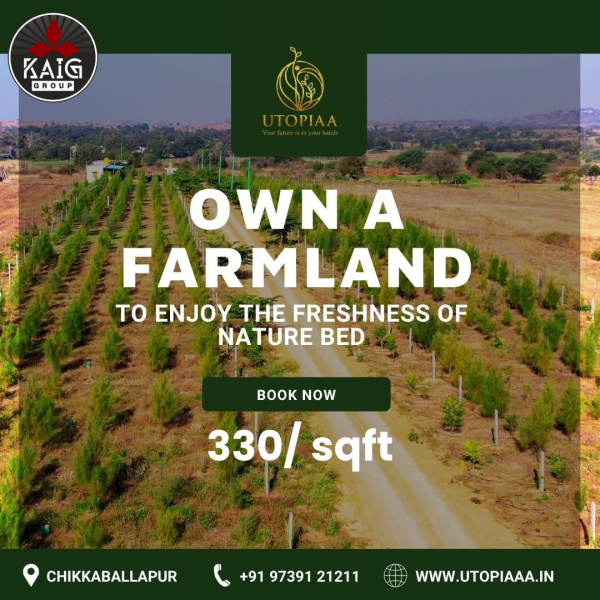 KAIG
GROUP
UTOPIAA
Your future is in your hands
OWN A
FARMLAND
TO ENJOY THE FRESHNESS OF
NATURE BED
BOOK NOW
330/ sqft
CHIKKABALLAPUR
+91 97391 21211
WWW.UTOPIAAA.IN